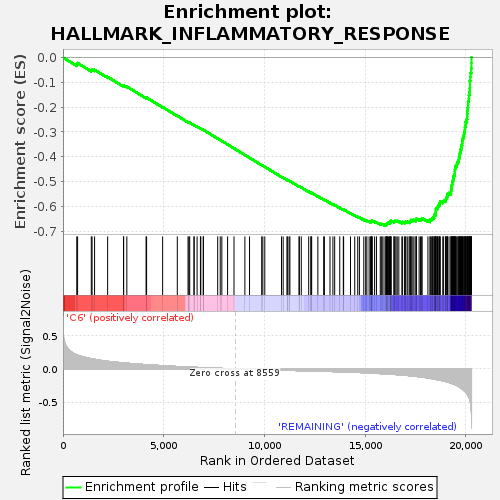 Enrichment plot:
HALLMARK_INFLAMMATORY_RESPONSE
Enrichment score (ES)
0.0
-0.1
-0.2
-0.3
-0.4
-0.5
-0.6
-0.7
'C6' (positively correlated)
Ranked list metric (Signal2Noise)
0.5
0.0
-0.5
Zero cross at 8559
'REMAINING' (negatively correlated)
0
5,000
10,000
15,000
20,000
Rank in Ordered Dataset
Enrichment profile
Hits
Ranking metric scores